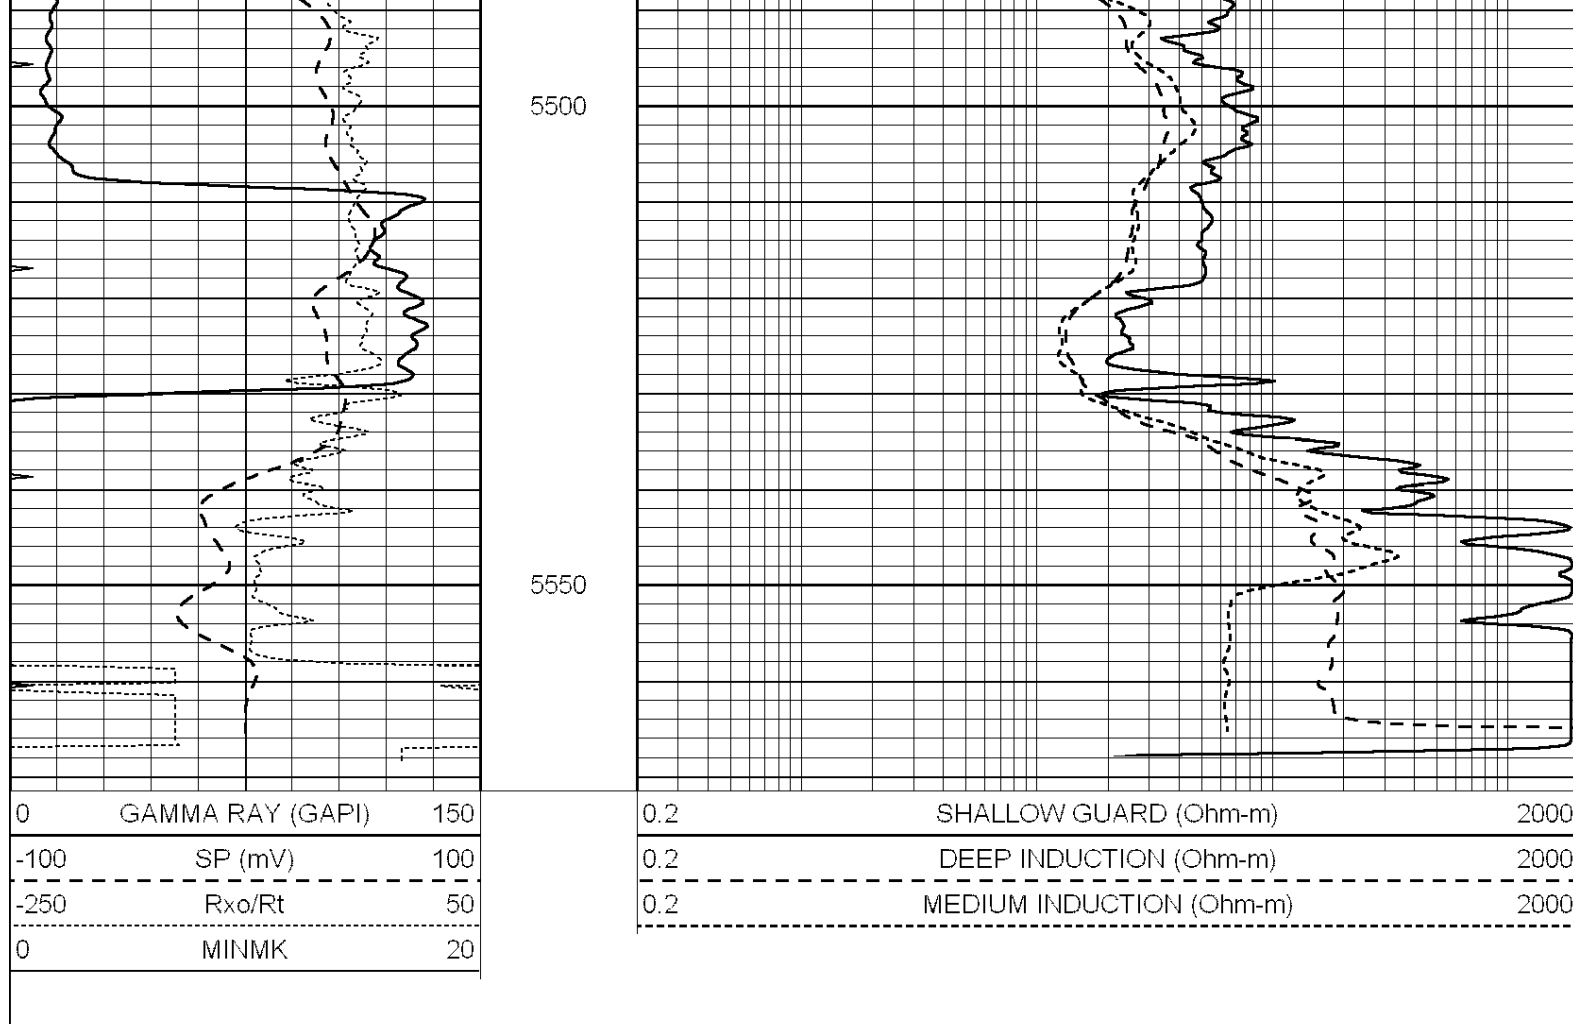 5500
5550
0 GAMMA RAY (GAPI) 150
-100 SP (mV) 100
-250 Rxo/Rt 50
0 MINMK 20
0.2 SHALLOW GUARD (Ohm-m) 2000
0.2 DEEP INDUCTION (Ohm-m) 2000
0.2 MEDIUM INDUCTION (Ohm-m) 2000